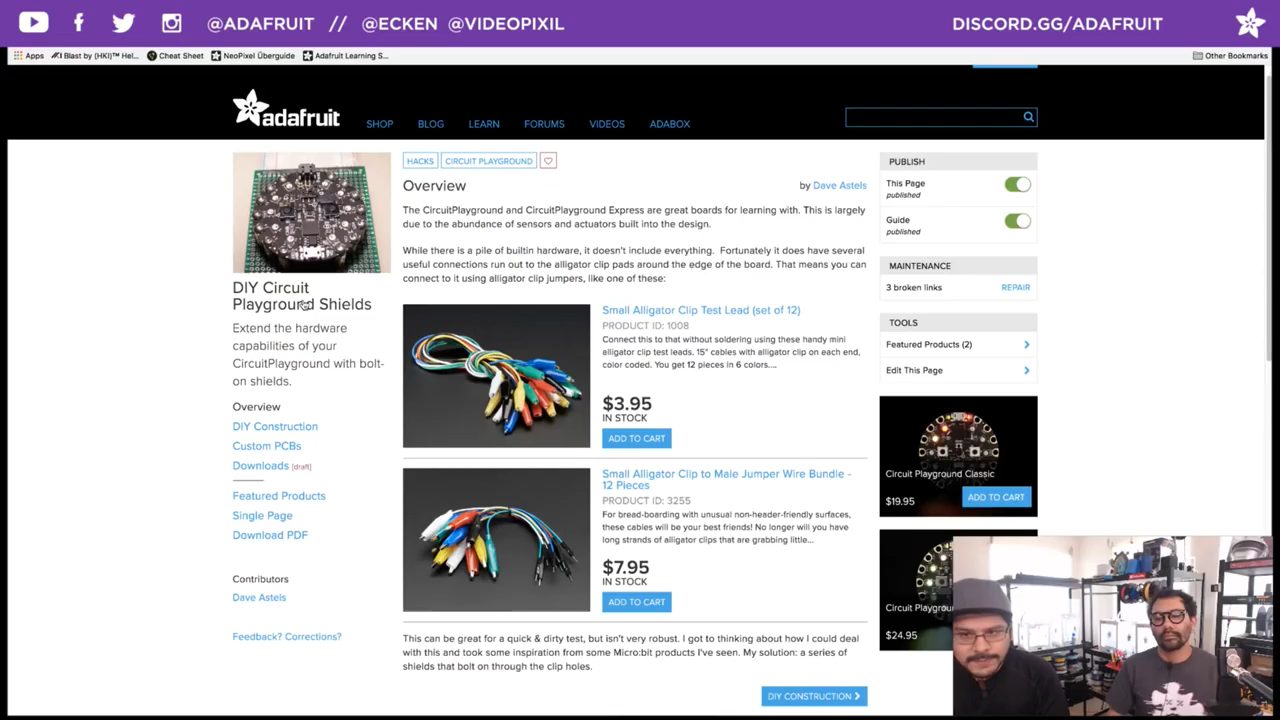 @ADAFRUIT // @ECKEN @VIDEOPIXIL
DISCORD.GG/ADAFRUIT
Apps
Blast by (HKI)™ Hel...
Cheat Sheet
NeoPixel Überguide
Adafruit Learning S...
Other Bookmarks
adafruit
SHOP
BLOG
LEARN
FORUMS
VIDEOS
ADABOX
DIY Circuit
Playground Shields
Extend the hardware
capabilities of your
CircuitPlayground with bolt-
on shields.
Overview
DIY Construction
Custom PCBs
Downloads [draft]
Featured Products
Single Page
Download PDF
Contributors
Dave Astels
Feedback? Corrections?
HACKS
CIRCUIT PLAYGROUND
Overview
by Dave Astels
The CircuitPlayground and CircuitPlayground Express are great boards for learning with. This is largely
due to the abundance of sensors and actuators built into the design.
While there is a pile of builtin hardware, it doesn't include everything. Fortunately it does have several
useful connections run out to the alligator clip pads around the edge of the board. That means you can
connect to it using alligator clip jumpers, like one of these:
Small Alligator Clip Test Lead (set of 12)
PRODUCT ID: 1008
Connect this to that without soldering using these handy mini
alligator clip test leads. 15" cables with alligator clip on each end,
color coded. You get 12 pieces in 6 colors....
$3.95
IN STOCK
ADD TO CART
Small Alligator Clip to Male Jumper Wire Bundle -
12 Pieces
PRODUCT ID: 3255
For bread-boarding with unusual non-header-friendly surfaces,
these cables will be your best friends! No longer will you have
long strands of alligator clips that are grabbing little...
$7.95
IN STOCK
ADD TO CART
This can be great for a quick & dirty test, but isn't very robust. I got to thinking about how I could deal
with this and took some inspiration from some Micro:bit products I've seen. My solution: a series of
shields that bolt on through the clip holes.
DIY CONSTRUCTION
PUBLISH
This Page
published
Guide
published
MAINTENANCE
3 broken links
REPAIR
TOOLS
Featured Products (2)
Edit This Page
Circuit Playground Classic
$19.95
ADD TO CART
Circuit Playgrou
$24.95